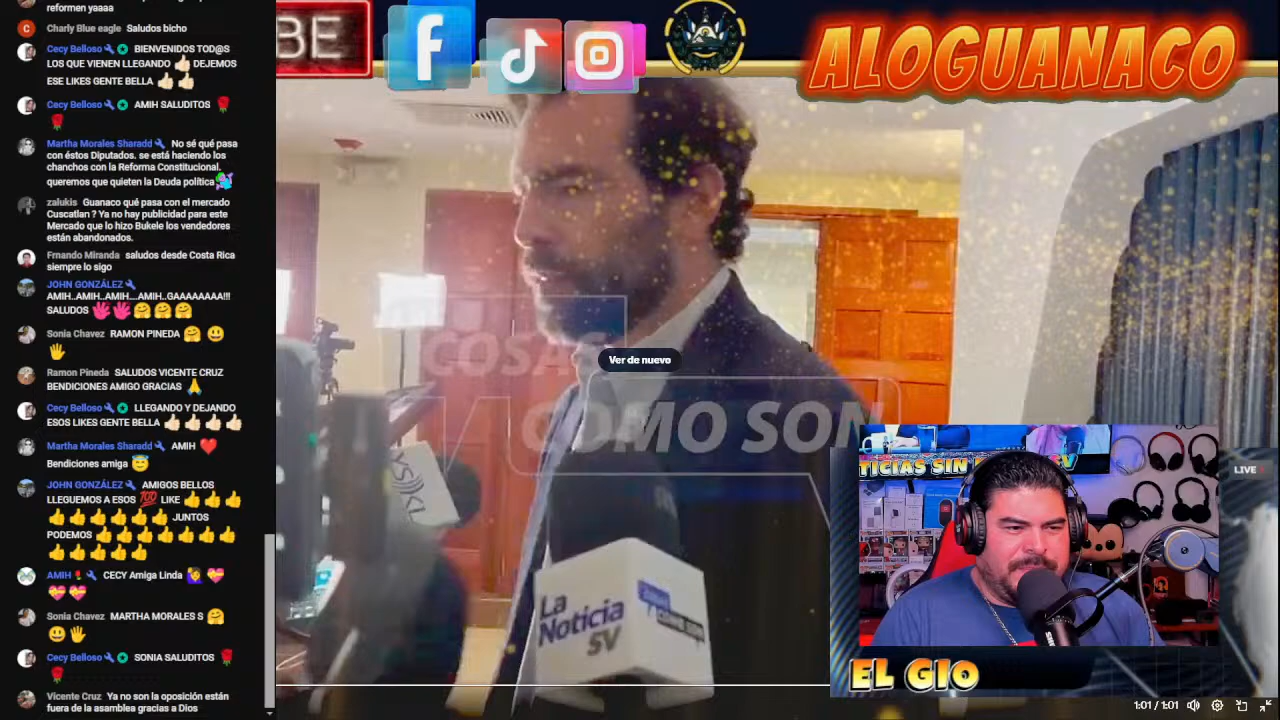 reformen yaaaa
Charly Blue eagle Saludos bicho
Cecy Belloso BIENVENIDOS TOD@S
LOS QUE VIENEN LLEGANDO 👍🏻 DEJEMOS
ESE LIKES GENTE BELLA 👍🏻 👍🏻
Cecy Belloso AMIH SALUDITOS 🌹
🌹
Martha Morales Sharadd No sé qué pasa
con éstos Diputados. se está haciendo los
chanchos con la Reforma Constitucional.
queremos que quieten la Deuda política
zalukis Guanaco qué pasa con el mercado
Cuscatlan ? Ya no hay publicidad para este
Mercado que lo hizo Bukele los vendedores
están abandonados.
Frnando Miranda saludos desde Costa Rica
siempre lo sigo
JOHN GONZÁLEZ
AMIH..AMIH..AMIH....AMIH..GAAAAAAAA!!!
SALUDOS 👋 👋 🤗 🤗 🤗
Sonia Chavez RAMON PINEDA 🤗 😃
🖐
Ramon Pineda SALUDOS VICENTE CRUZ
BENDICIONES AMIGO GRACIAS 🙏
Cecy Belloso LLEGANDO Y DEJANDO
ESOS LIKES GENTE BELLA 👍🏻👍🏻👍🏻👍🏻
Martha Morales Sharadd AMIH ❤️
Bendiciones amiga 😇
JOHN GONZÁLEZ AMIGOS BELLOS
LLEGUEMOS A ESOS 💯 LIKE 👍👍👍
👍👍👍👍👍👍 JUNTOS
PODEMOS 👍👍👍👍👍👍👍
👍👍👍👍👍
AMIH🌹 CECY Amiga Linda 🙋‍♀️ 💝
💝 💝
Sonia Chavez MARTHA MORALES S 🤗
😃 🖐
Cecy Belloso SONIA SALUDITOS 🌹
🌹
Vicente Cruz Ya no son la oposición están
fuera de la asamblea gracias a Dios
BE
ALOGUANACO
COSAS
COMO SON
Ver de nuevo
La
Noticia
SV
COMO SON
TICIAS SIN
SV
LIVE
EL GIO
1:01 / 1:01